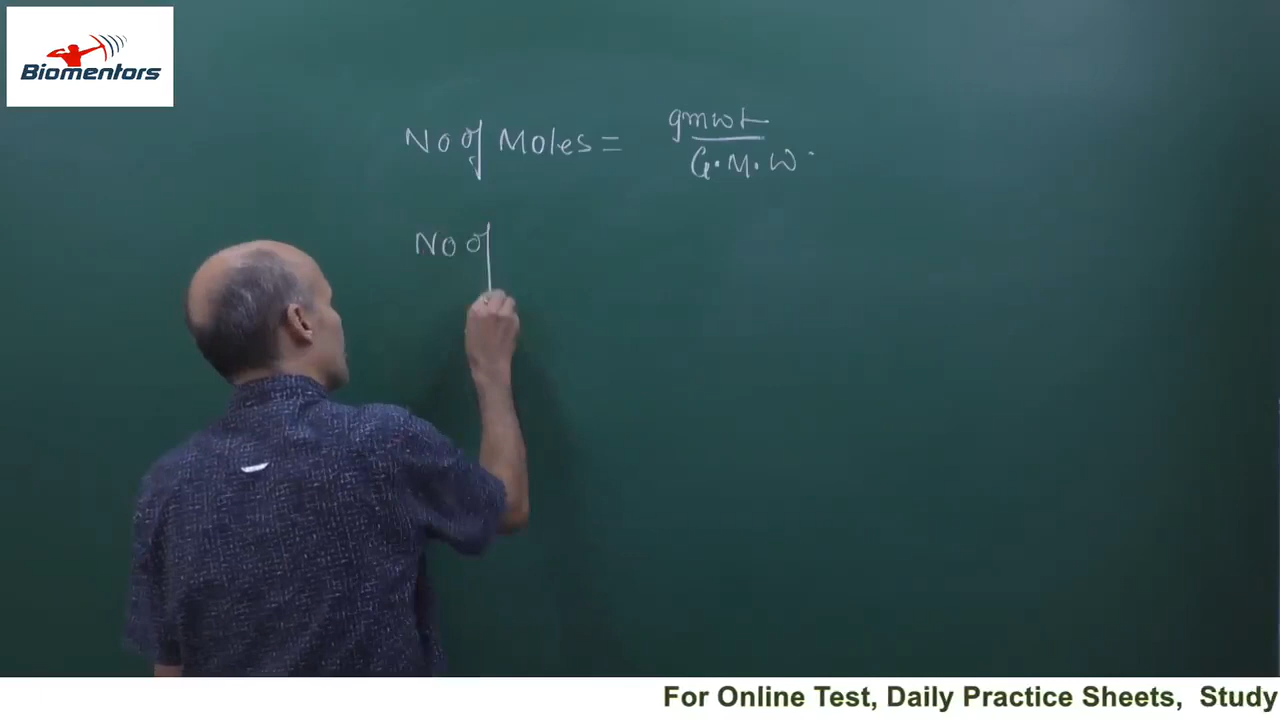 Biomentors
No of Moles = gm wt
G.M.W.
No of
For Online Test, Daily Practice Sheets, Study